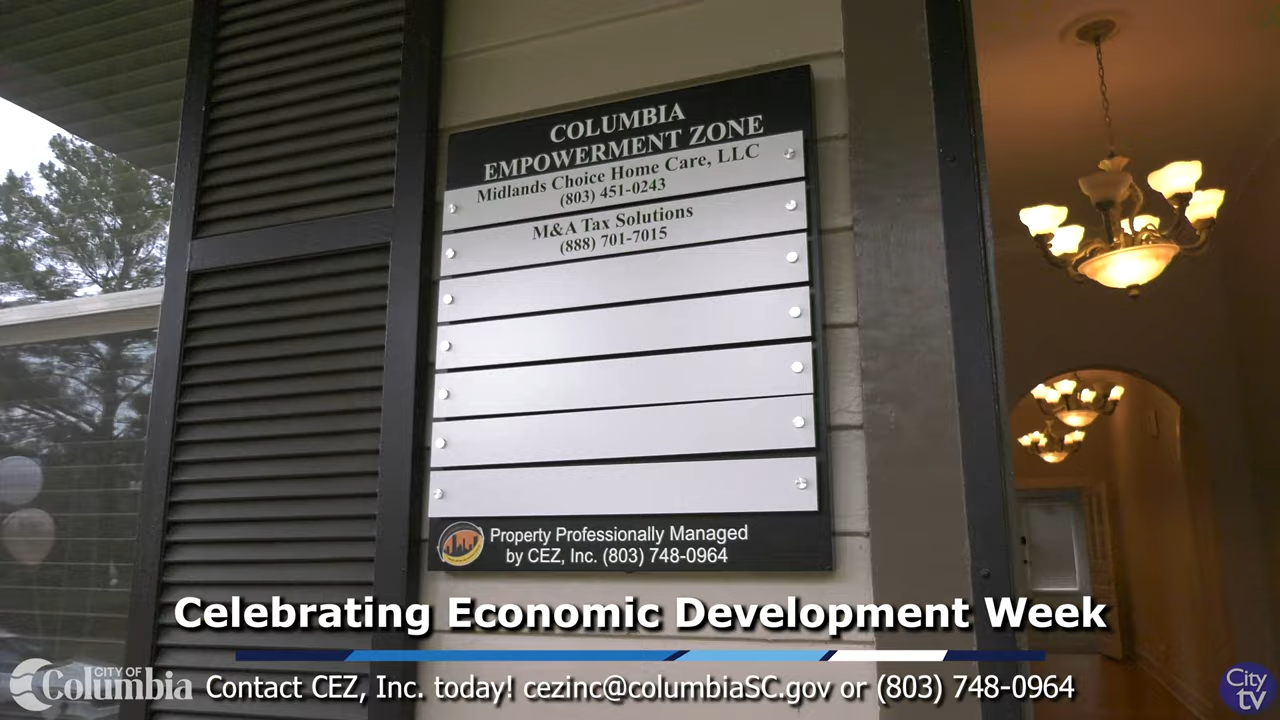 COLUMBIA
EMPOWERMENT ZONE
Midlands Choice Home Care, LLC
(803) 451-0243
M&A Tax Solutions
(888) 701-7015
Property Professionally Managed
by CEZ, Inc. (803) 748-0964
Celebrating Economic Development Week
CITY OF
Columbia
Contact CEZ, Inc. today! cezinc@columbiaSC.gov or (803) 748-0964
City
tv